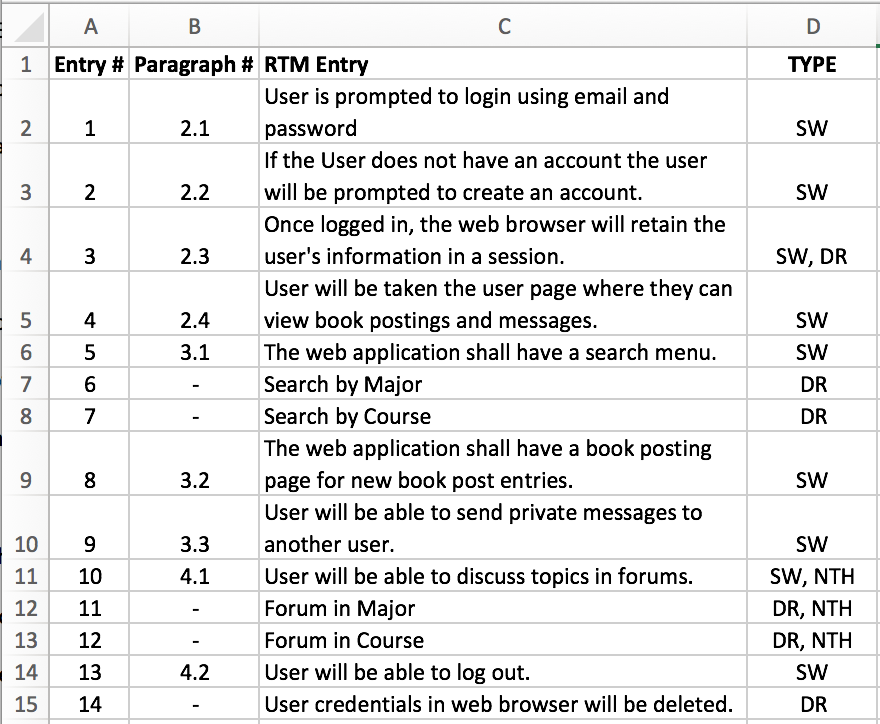 A B C D
1 Entry # Paragraph # RTM Entry TYPE
User is prompted to login using email and
2 1 2.1 password SW
If the User does not have an account the user
3 2 2.2 will be prompted to create an account. SW
Once logged in, the web browser will retain the
4 3 2.3 user's information in a session. SW, DR
User will be taken the user page where they can
5 4 2.4 view book postings and messages. SW
6 5 3.1 The web application shall have a search menu. SW
7 6 - Search by Major DR
8 7 - Search by Course DR
The web application shall have a book posting
9 8 3.2 page for new book post entries. SW
User will be able to send private messages to
10 9 3.3 another user. SW
11 10 4.1 User will be able to discuss topics in forums. SW, NTH
12 11 - Forum in Major DR, NTH
13 12 - Forum in Course DR, NTH
14 13 4.2 User will be able to log out. SW
15 14 - User credentials in web browser will be deleted. DR